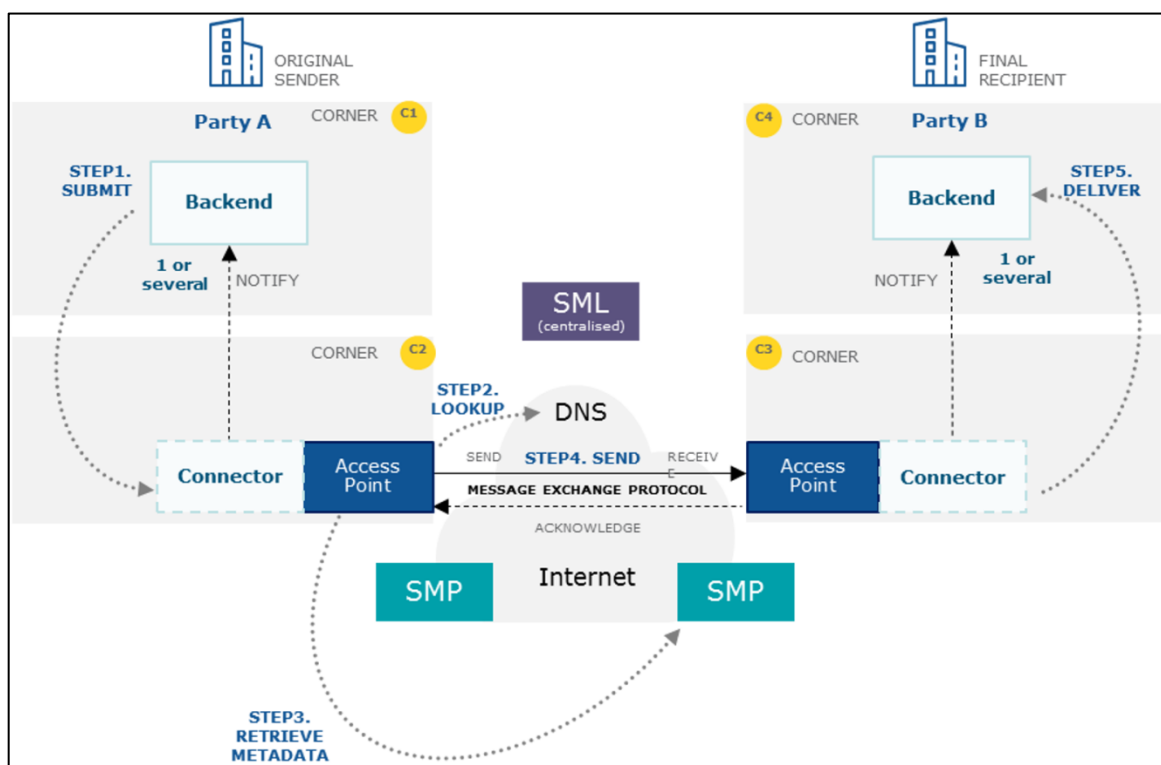 ORIGINAL
SENDER
FINAL
RECIPIENT
CORNER
C1
Party A
C4
CORNER
Party B
STEP1.
SUBMIT
Backend
1 or
several
NOTIFY
STEP5.
DELIVER
Backend
1 or
several
NOTIFY
SML
(centralised)
CORNER
C2
C3
CORNER
STEP2.
LOOKUP
DNS
Connector
Access
Point
SEND
STEP4. SEND
RECEIV
E
MESSAGE EXCHANGE PROTOCOL
ACKNOWLEDGE
Access
Point
Connector
Internet
SMP
SMP
STEP3.
RETRIEVE
METADATA